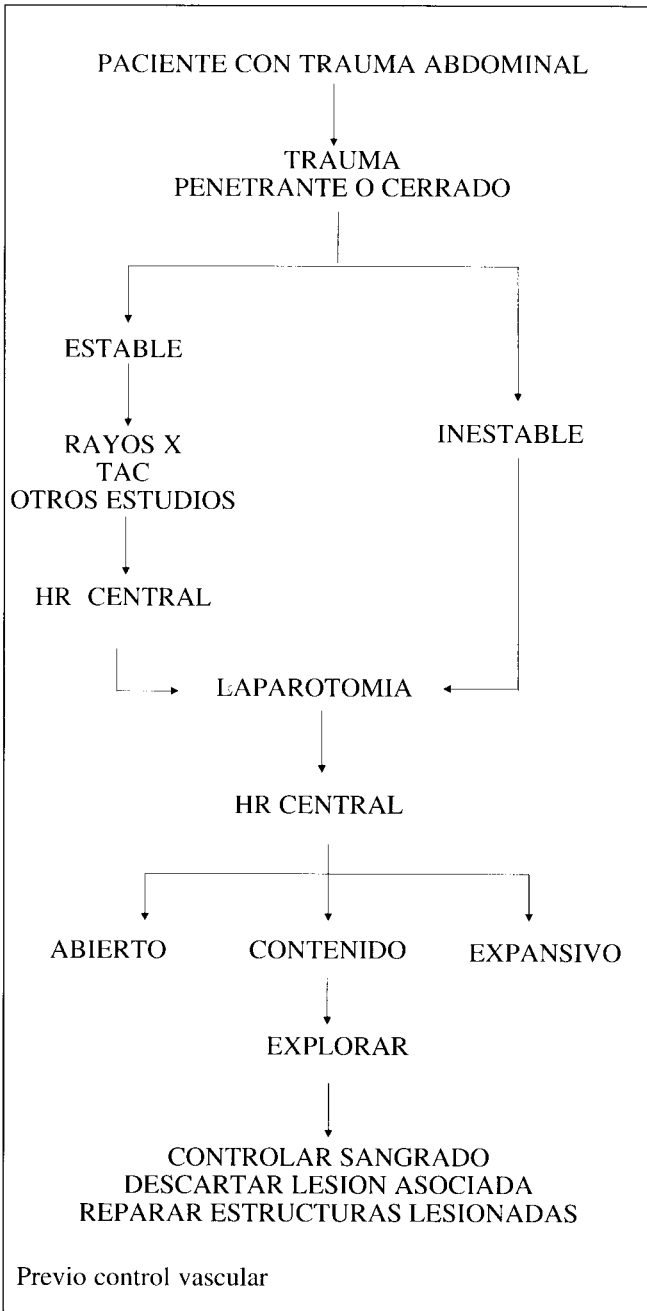 PACIENTE CON TRAUMA ABDOMINAL
TRAUMA
PENETRANTE O CERRADO
ESTABLE
INESTABLE
RAYOS X
TAC
OTROS ESTUDIOS
HR CENTRAL
LAPAROTOMIA
HR CENTRAL
ABIERTO CONTENIDO EXPANSIVO
EXPLORAR
CONTROLAR SANGRADO
DESCARTAR LESION ASOCIADA
REPARAR ESTRUCTURAS LESIONADAS
Previo control vascular